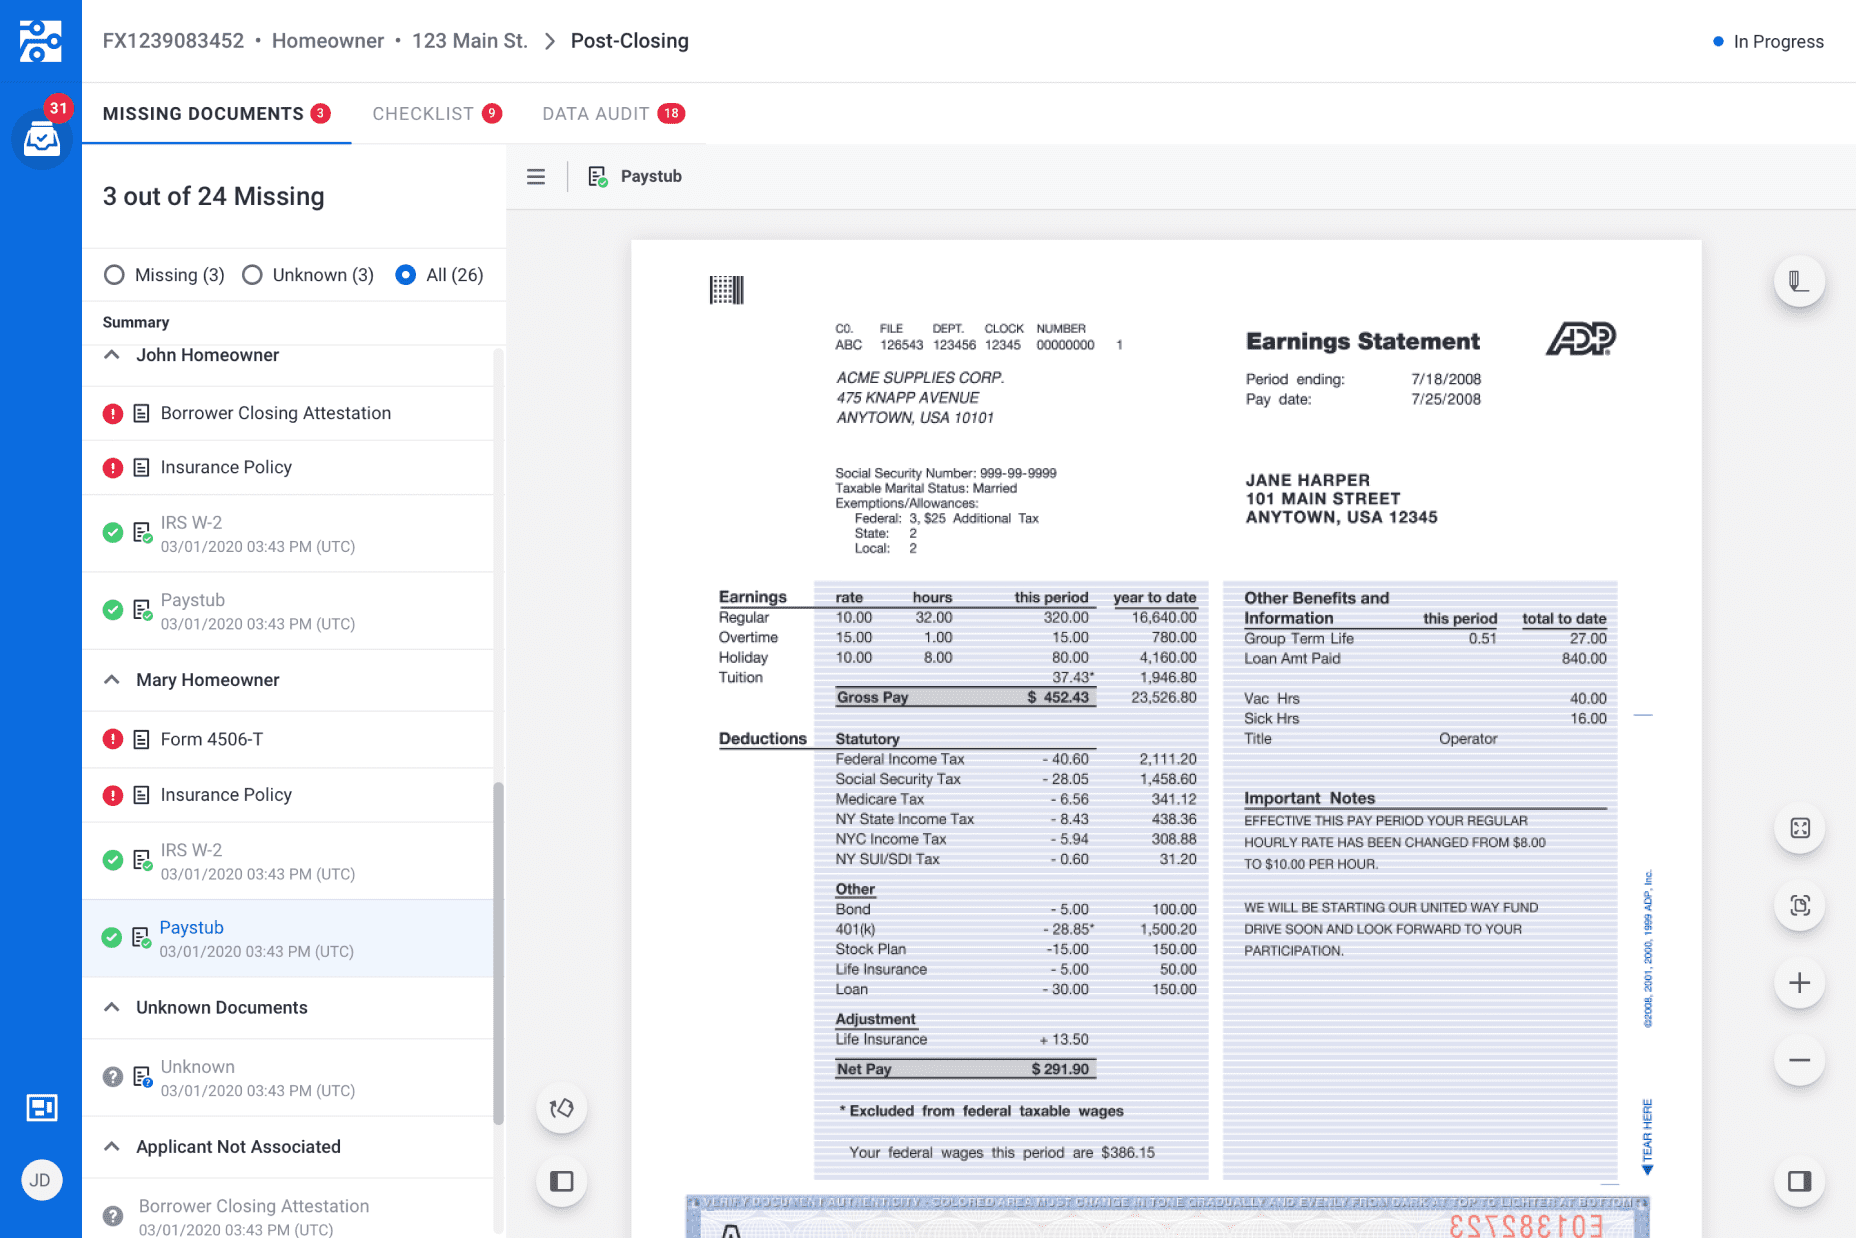 FX1239083452 • Homeowner • 123 Main St. > Post-Closing
In Progress
31
MISSING DOCUMENTS 3
CHECKLIST 9
DATA AUDIT 18
3 out of 24 Missing
Missing (3) Unknown (3) All (26)
Summary
John Homeowner
Borrower Closing Attestation
Insurance Policy
IRS W-2
03/01/2020 03:43 PM (UTC)
Paystub
03/01/2020 03:43 PM (UTC)
Mary Homeowner
Form 4506-T
Insurance Policy
IRS W-2
03/01/2020 03:43 PM (UTC)
Paystub
03/01/2020 03:43 PM (UTC)
Unknown Documents
Unknown
03/01/2020 03:43 PM (UTC)
Applicant Not Associated
Borrower Closing Attestation
03/01/2020 03:43 PM (UTC)
JD
Paystub
CO. FILE DEPT. CLOCK NUMBER
ABC 126543 123456 12345 00000000 1
ACME SUPPLIES CORP.
475 KNAPP AVENUE
ANYTOWN, USA 10101
Earnings Statement
ADP
Period ending: 7/18/2008
Pay date: 7/25/2008
Social Security Number: 999-99-9999
Taxable Marital Status: Married
Exemptions/Allowances:
Federal: 3, $25 Additional Tax
State: 2
Local: 2
JANE HARPER
101 MAIN STREET
ANYTOWN, USA 12345
Earnings rate hours this period year to date
Regular 10.00 32.00 320.00 16,640.00
Overtime 15.00 1.00 15.00 780.00
Holiday 10.00 8.00 80.00 4,160.00
Tuition 37.43* 1,946.80
Gross Pay $ 452.43 23,526.80
Deductions Statutory
Federal Income Tax - 40.60 2,111.20
Social Security Tax - 28.05 1,458.60
Medicare Tax - 6.56 341.12
NY State Income Tax - 8.43 438.36
NYC Income Tax - 5.94 308.88
NY SUI/SDI Tax - 0.60 31.20
Other
Bond - 5.00 100.00
401(k) - 28.85* 1,500.20
Stock Plan -15.00 150.00
Life Insurance - 5.00 50.00
Loan - 30.00 150.00
Adjustment
Life Insurance + 13.50
Net Pay $ 291.90
* Excluded from federal taxable wages
Your federal wages this period are $386.15
Other Benefits and
Information this period total to date
Group Term Life 0.51 27.00
Loan Amt Paid 840.00
Vac Hrs 40.00
Sick Hrs 16.00
Title Operator
Important Notes
EFFECTIVE THIS PAY PERIOD YOUR REGULAR
HOURLY RATE HAS BEEN CHANGED FROM $8.00
TO $10.00 PER HOUR.
WE WILL BE STARTING OUR UNITED WAY FUND
DRIVE SOON AND LOOK FORWARD TO YOUR
PARTICIPATION.
©2008, 2001, 2000, 1999 ADP, Inc.
TEAR HERE
VERIFY DOCUMENT AUTHENTICITY - COLORED AREA MUST CHANGE IN TONE GRADUALLY AND EVENLY FROM DARK AT TOP TO LIGHTER AT BOTTOM
E01382723